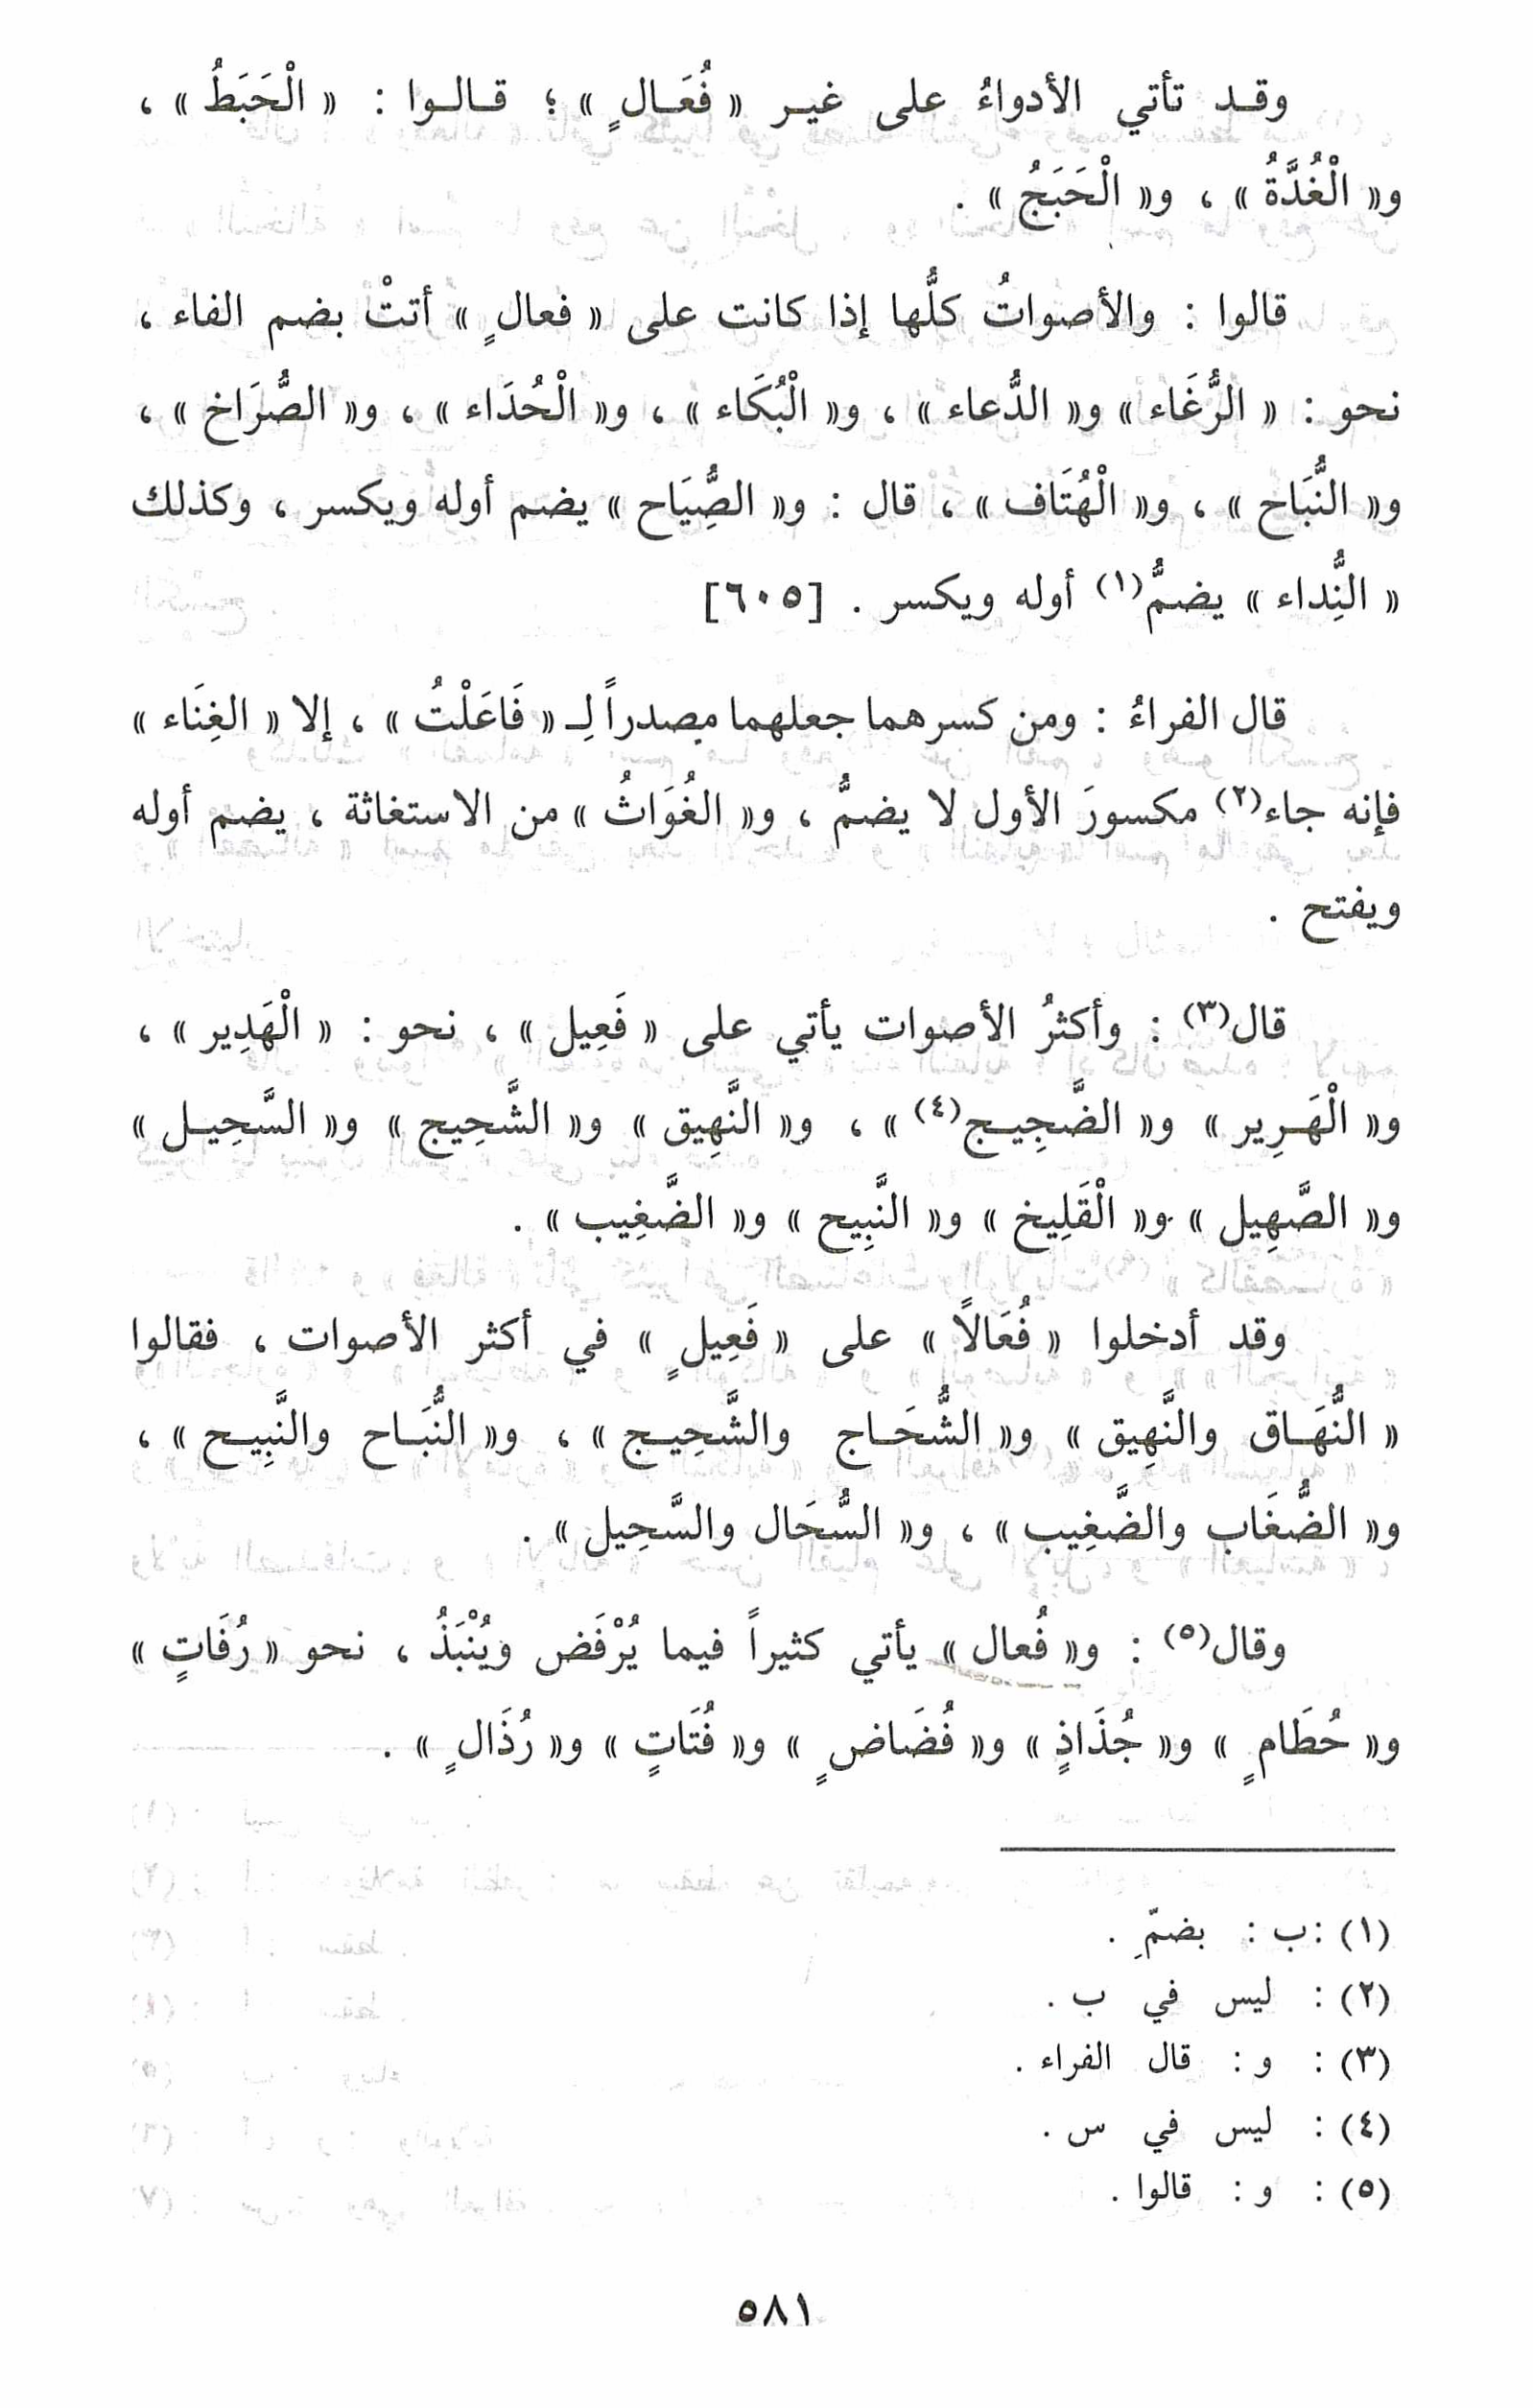 وقد تأتي الأدواءُ على غير « فُعَالٍ » ؛ قالوا : « الْحَبَطُ » ،
و« الْغُدَّةُ » ، و« الْحَبَجُ » .
قالوا : والأصواتُ كلُّها إذا كانت على « فعالٍ » أتتْ بضم الفاء ،
نحو : « الرُّغَاء » و« الدُّعاء » ، و« الْبُكَاء » ، و« الْحُدَاء » ، و« الصُّرَاخ » ،
و« النُّبَاح » ، و« الْهُتَاف » ، قال : و« الصُِّيَاح » يضم أوله ويكسر ، وكذلك
« النُِّداء » يضمُّ(١) أوله ويكسر . [٦٠٥]
قال الفراءُ : ومن كسرهما جعلهما مصدراً لِـ « فَاعَلْتُ » ، إلا « الغِنَاء »
فإنه جاء(٢) مكسورَ الأول لا يضمُّ ، و« الغُوَاثُ » من الاستغاثة ، يضم أوله
ويفتح .
قال(٣) : وأكثرُ الأصوات يأتي على « فَعِيل » ، نحو : « الْهَدِير » ،
و« الْهَرِير » و« الضَّجِيج(٤) » ، و« النَّهِيق » و« الشَّحِيج » و« السَّحِيل »
و« الصَّهِيل » و« الْقَلِيخ » و« النَّبِيح » و« الضَّغِيب » .
وقد أدخلوا « فُعَالاً » على « فَعِيلٍ » في أكثر الأصوات ، فقالوا
« النُّهَاق والنَّهِيق » و« الشُّحَاج والشَّحِيج » ، و« النُّبَاح والنَّبِيح » ،
و« الضُّغَاب والضَّغِيب » ، و« السُّحَال والسَّحِيل » .
وقال(٥) : و« فُعال » يأتي كثيراً فيما يُرْفَض ويُنْبَذُ ، نحو « رُفَاتٍ »
و« حُطَامٍ » و« جُذَاذٍ » و« فُضَاضٍ » و« فُتَاتٍ » و« رُذَالٍ » .
(١) : ب : بضمِّ .
(٢) : ليس في ب .
(٣) : و : قال الفراء .
(٤) : ليس في س .
(٥) : و : قالوا .
٥٨١